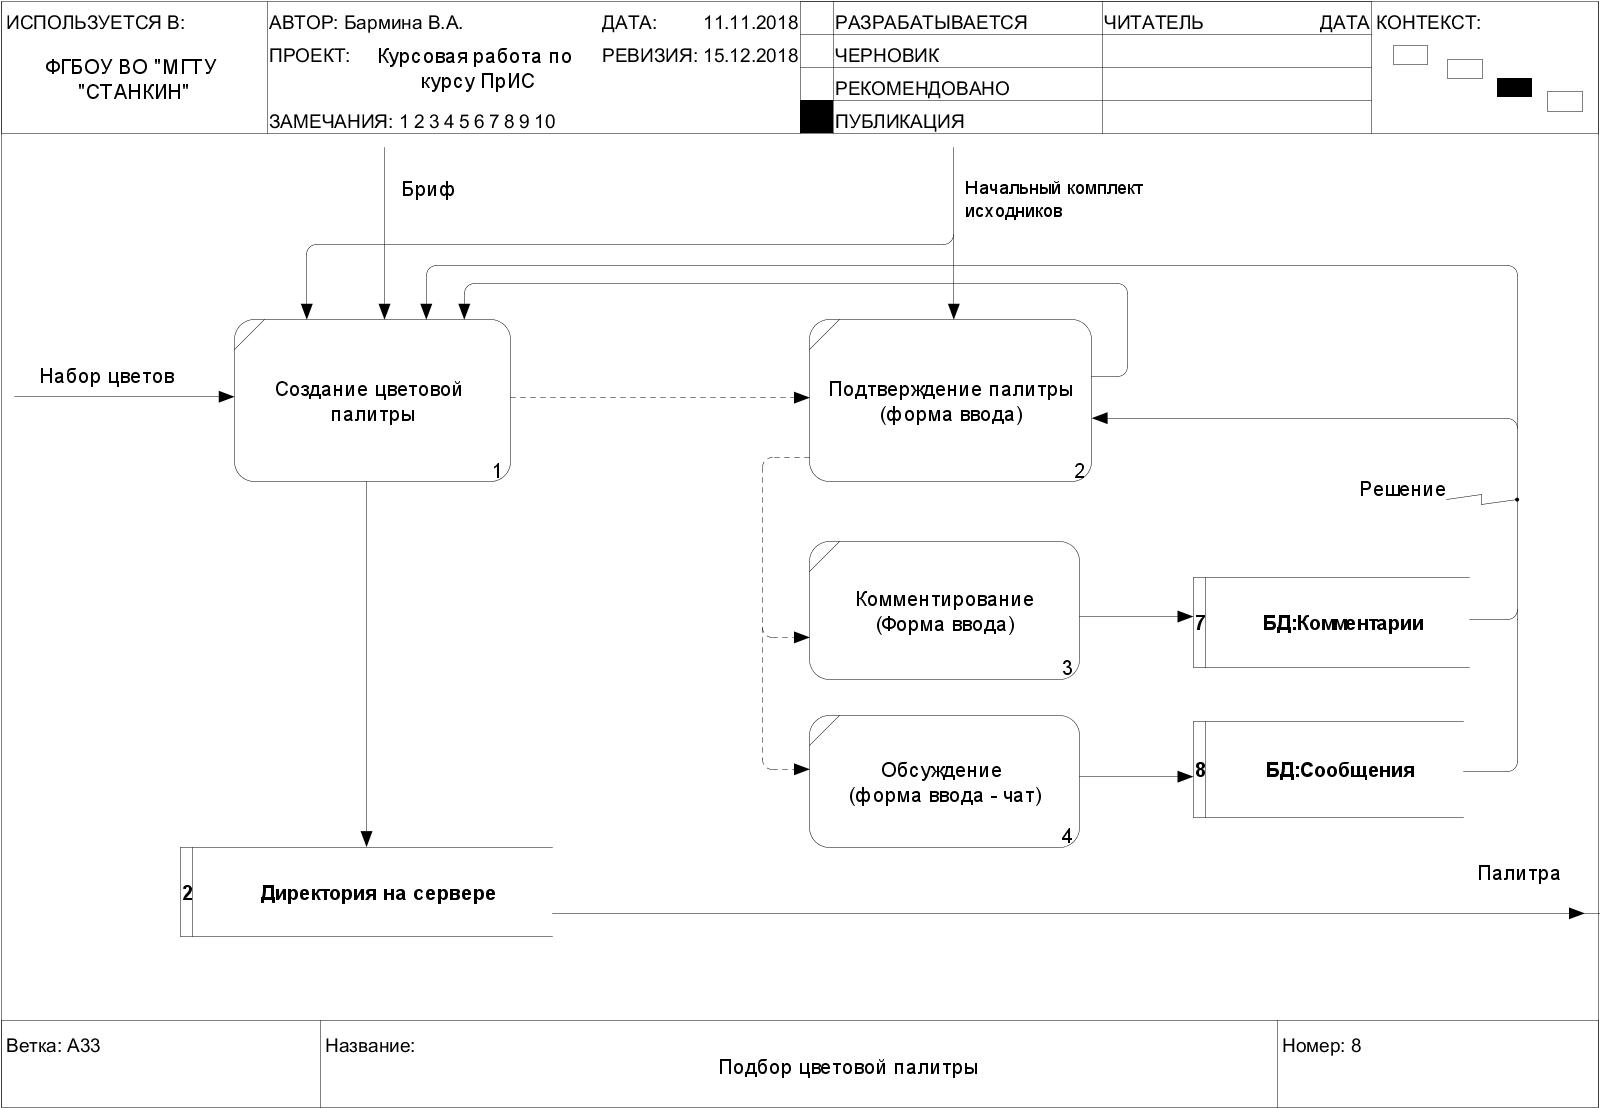 ИСПОЛЬЗУЕТСЯ В:
ФГБОУ ВО "МГТУ
"СТАНКИН"
АВТОР: Бармина В.А.
ДАТА: 11.11.2018
ПРОЕКТ: Курсовая работа по
курсу ПрИС
РЕВИЗИЯ: 15.12.2018
ЗАМЕЧАНИЯ: 1 2 3 4 5 6 7 8 9 10
РАЗРАБАТЫВАЕТСЯ
ЧЕРНОВИК
РЕКОМЕНДОВАНО
ПУБЛИКАЦИЯ
ЧИТАТЕЛЬ
ДАТА
КОНТЕКСТ:
Бриф
Начальный комплект
исходников
Набор цветов
Создание цветовой
палитры
1
Подтверждение палитры
(форма ввода)
2
Решение
Комментирование
(Форма ввода)
3
7
БД:Комментарии
Обсуждение
(форма ввода - чат)
4
8
БД:Сообщения
2
Директория на сервере
Палитра
Ветка: А33
Название:
Подбор цветовой палитры
Номер: 8